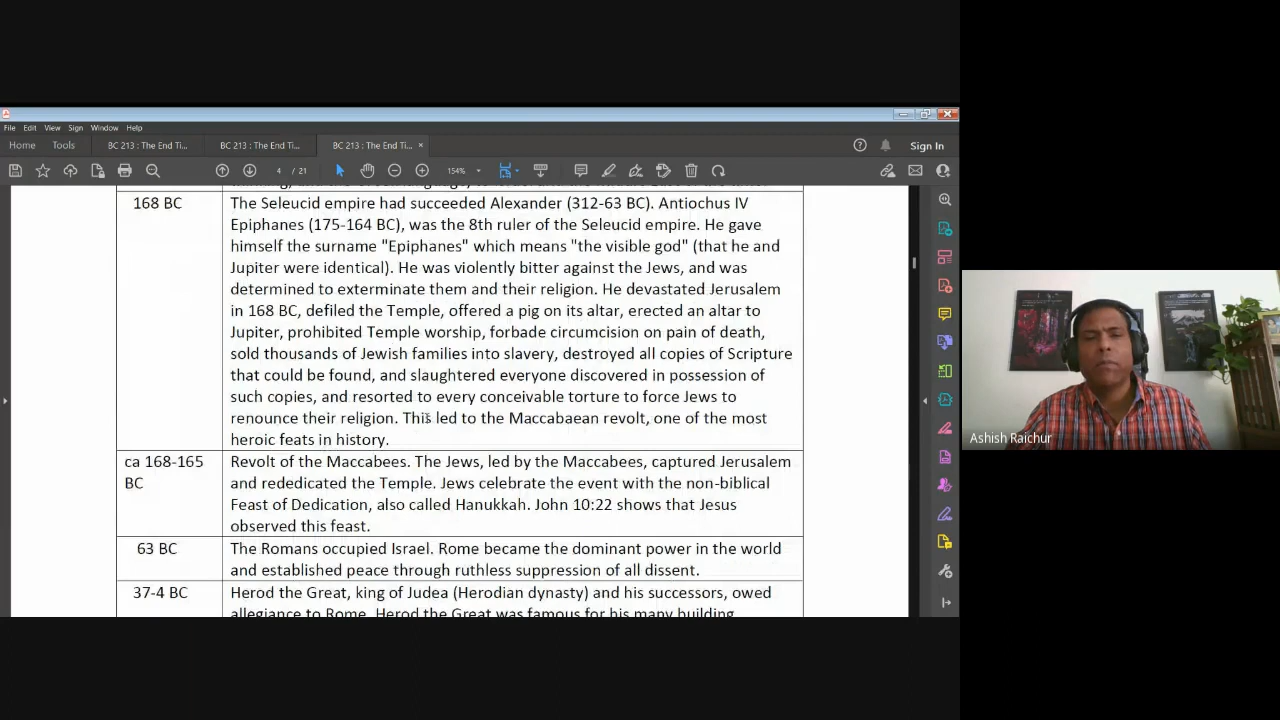 File Edit View Sign Window Help
Home Tools BC 213 : The End Ti... BC 213 : The End Ti... BC 213 : The End Ti... × Sign In
4 / 21 154%
168 BC
The Seleucid empire had succeeded Alexander (312-63 BC). Antiochus IV
Epiphanes (175-164 BC), was the 8th ruler of the Seleucid empire. He gave
himself the surname "Epiphanes" which means "the visible god" (that he and
Jupiter were identical). He was violently bitter against the Jews, and was
determined to exterminate them and their religion. He devastated Jerusalem
in 168 BC, defiled the Temple, offered a pig on its altar, erected an altar to
Jupiter, prohibited Temple worship, forbade circumcision on pain of death,
sold thousands of Jewish families into slavery, destroyed all copies of Scripture
that could be found, and slaughtered everyone discovered in possession of
such copies, and resorted to every conceivable torture to force Jews to
renounce their religion. This led to the Maccabaean revolt, one of the most
heroic feats in history.
ca 168-165
BC
Revolt of the Maccabees. The Jews, led by the Maccabees, captured Jerusalem
and rededicated the Temple. Jews celebrate the event with the non-biblical
Feast of Dedication, also called Hanukkah. John 10:22 shows that Jesus
observed this feast.
63 BC
The Romans occupied Israel. Rome became the dominant power in the world
and established peace through ruthless suppression of all dissent.
37-4 BC
Herod the Great, king of Judea (Herodian dynasty) and his successors, owed
allegiance to Rome. Herod the Great was famous for his many building
Ashish Raichur